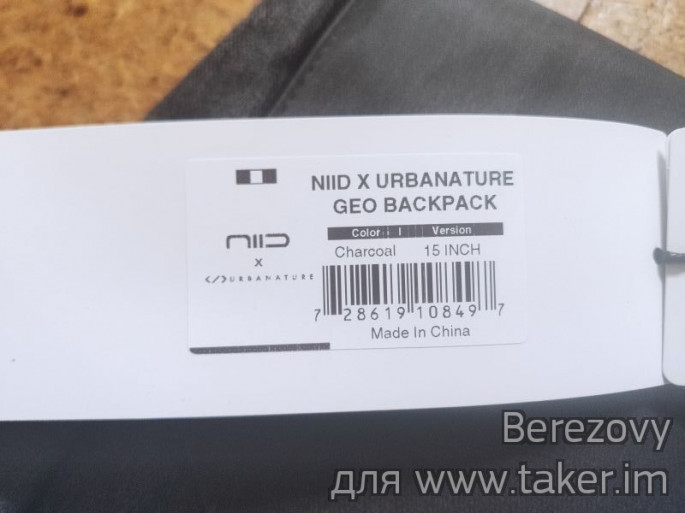 NIID X URBANATURE
GEO BACKPACK
Color | Version
Charcoal 15 INCH
NIID
X
</>URBANATURE
7 28619 10849 7
Made In China
Berezovy
для www.taker.im